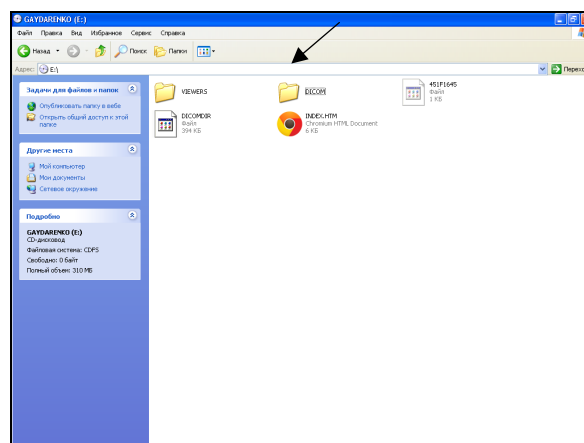 GAYDARENKO (E:)
Файл Правка Вид Избранное Сервис Справка
Назад Поиск Папки
Адрес: E:\ Переход
Задачи для файлов и папок
Опубликовать папку в вебе
Открыть общий доступ к этой
папке
Другие места
Мой компьютер
Мои документы
Сетевое окружение
Подробно
GAYDARENKO (E:)
CD-дисковод
Файловая система: CDFS
Свободно: 0 байт
Полный объем: 310 МБ
VIEWERS
DICOM
451F1645
Файл
1 КБ
DICOMDIR
Файл
394 КБ
INDEX.HTM
Chromium HTML Document
6 КБ